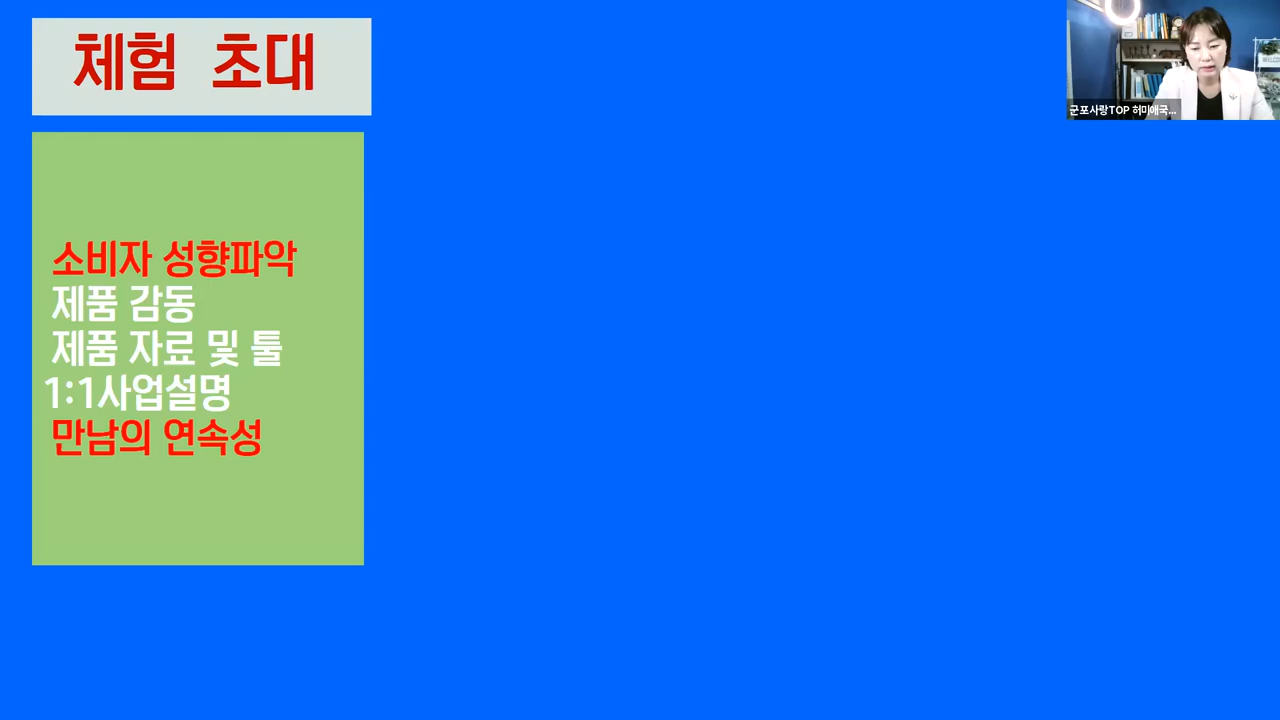 체험 초대
소비자 성향파악
제품 감동
제품 자료 및 툴
1:1사업설명
만남의 연속성
군포사랑TOP 허미애국...